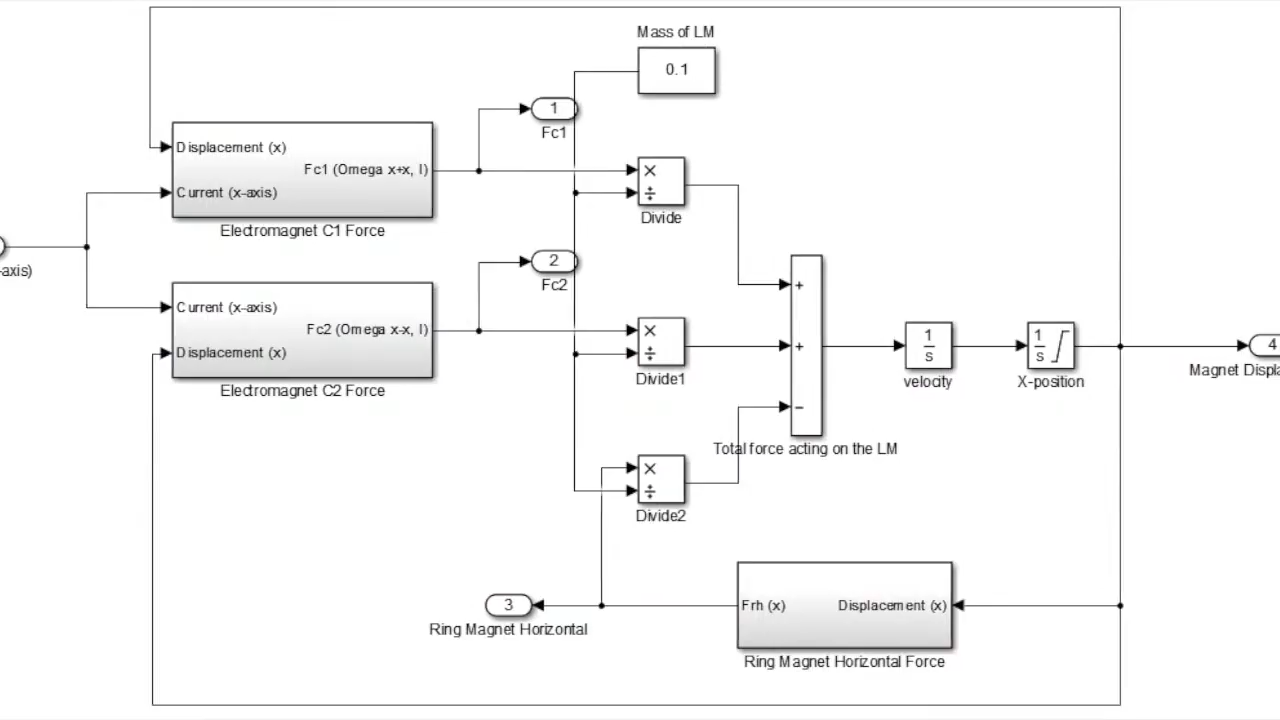 Mass of LM
0.1
1
Fc1
Displacement (x)
Fc1 (Omega x+x, I)
Current (x-axis)
Electromagnet C1 Force
×
÷
Divide
-axis)
2
Fc2
Current (x-axis)
Fc2 (Omega x-x, I)
Displacement (x)
Electromagnet C2 Force
×
÷
Divide1
+
+
−
Total force acting on the LM
1
s
velocity
1
s
X-position
4
Magnet Displa
×
÷
Divide2
3
Ring Magnet Horizontal
Frh (x)
Displacement (x)
Ring Magnet Horizontal Force